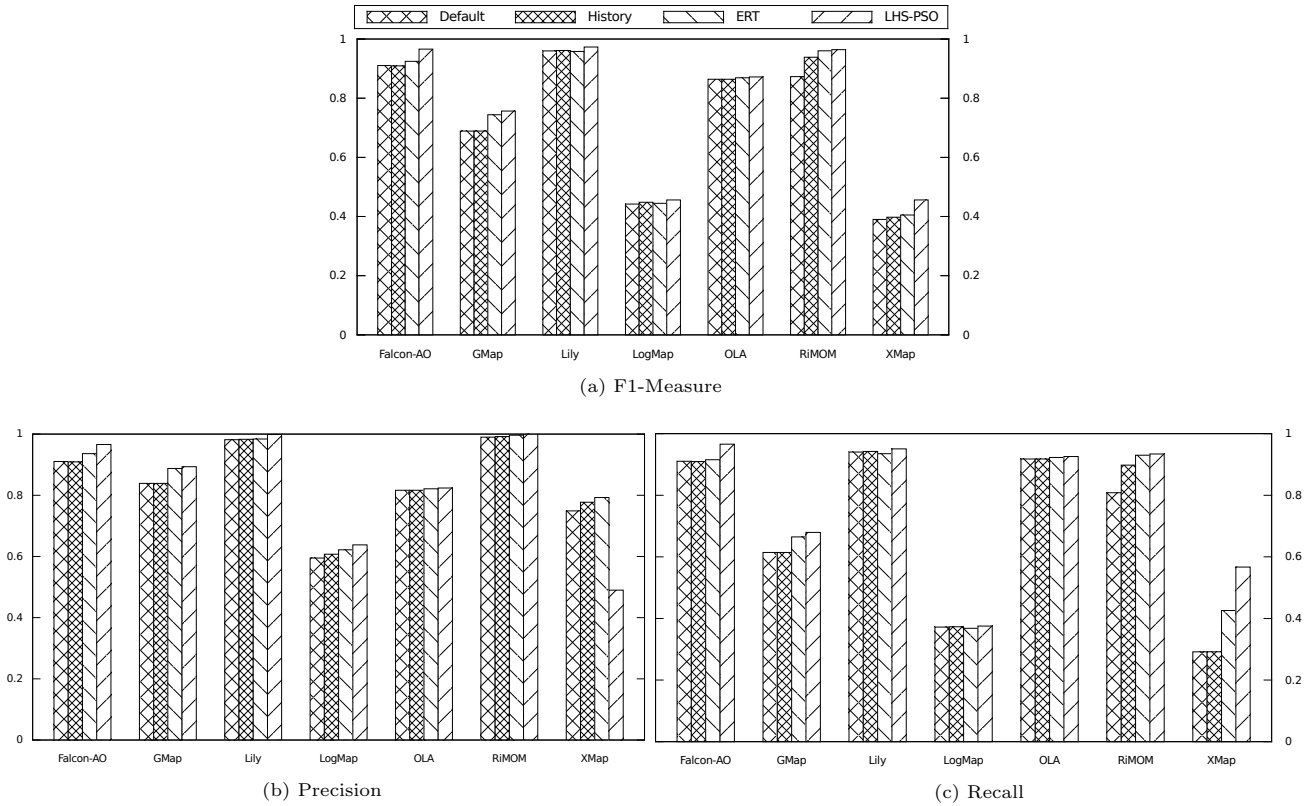 Default History ERT LHS-PSO
1 1
0.8 0.8
0.6 0.6
0.4 0.4
0.2 0.2
0 0
Falcon-AO GMap Lily LogMap OLA RiMOM XMap
(a) F1-Measure
1
0.8
0.6
0.4
0.2
0
Falcon-AO GMap Lily LogMap OLA RiMOM XMap
(b) Precision
1
0.8
0.6
0.4
0.2
0
Falcon-AO GMap Lily LogMap OLA RiMOM XMap
(c) Recall